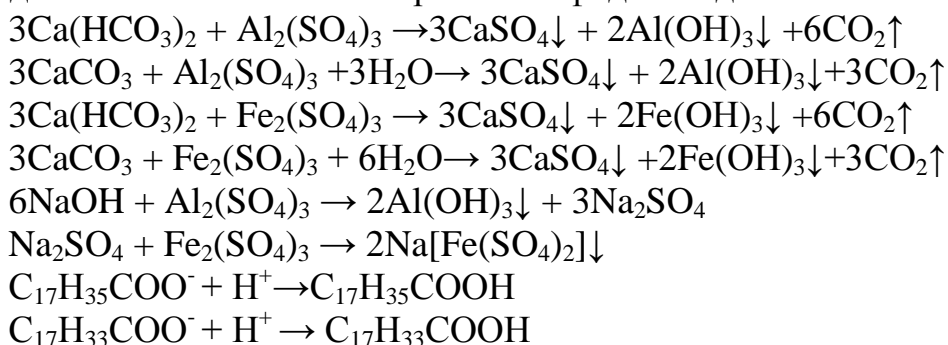 3Ca(HCO₃)₂ + Al₂(SO₄)₃ →3CaSO₄↓ + 2Al(OH)₃↓ +6CO₂↑
3CaCO₃ + Al₂(SO₄)₃ +3H₂O→ 3CaSO₄↓ + 2Al(OH)₃↓+3CO₂↑
3Ca(HCO₃)₂ + Fe₂(SO₄)₃ → 3CaSO₄↓ + 2Fe(OH)₃↓ +6CO₂↑
3CaCO₃ + Fe₂(SO₄)₃ + 6H₂O→ 3CaSO₄↓ +2Fe(OH)₃↓+3CO₂↑
6NaOH + Al₂(SO₄)₃ → 2Al(OH)₃↓ + 3Na₂SO₄
Na₂SO₄ + Fe₂(SO₄)₃ → 2Na[Fe(SO₄)₂]↓
C₁₇H₃₅COO⁻ + H⁺→C₁₇H₃₅COOH
C₁₇H₃₃COO⁻ + H⁺ → C₁₇H₃₃COOH